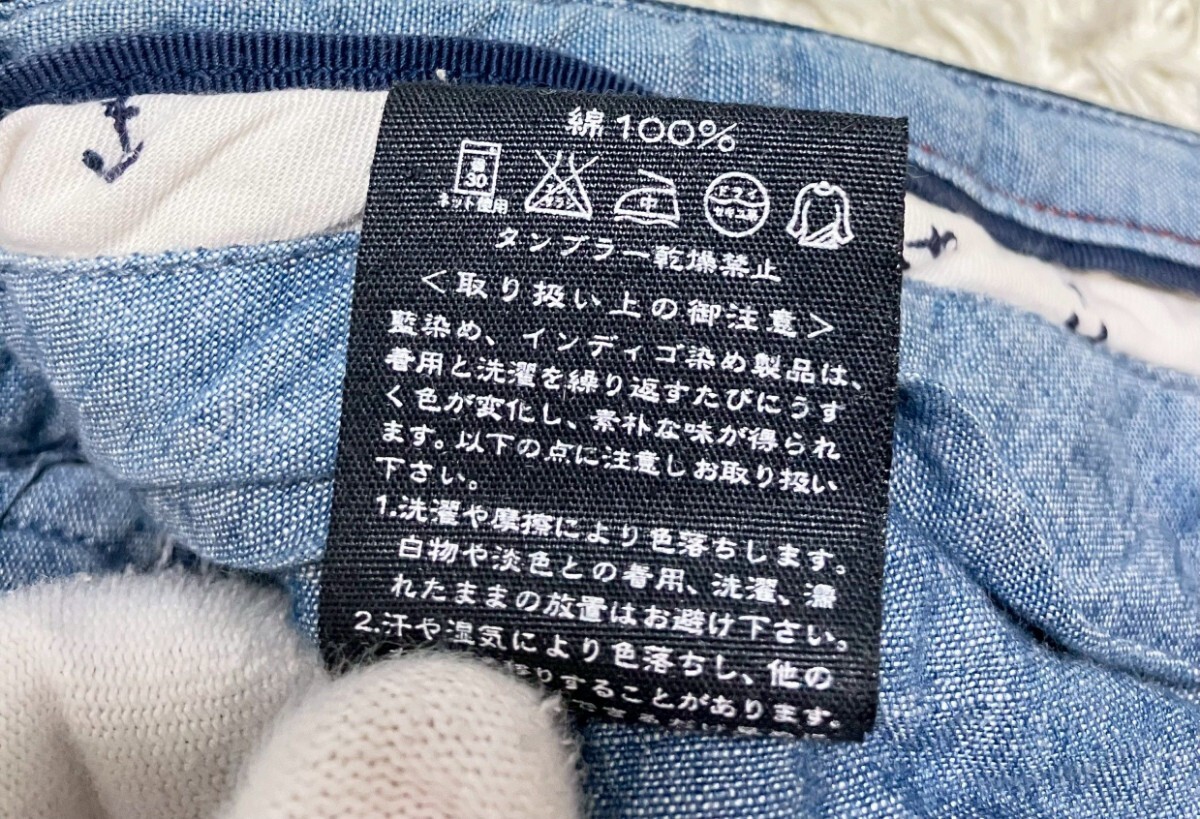 綿100%
30
ネット使用
中
ドライ
セキユ系
タンブラー乾燥禁止
<取り扱い上の御注意>
藍染め、インディゴ染め製品は、
着用と洗濯を繰り返すたびにうす
く色が変化し、素朴な味が得られ
ます。以下の点に注意しお取り扱い
下さい。
1.洗濯や摩擦により色落ちします。
白物や淡色との着用、洗濯、濡
れたままの放置はお避け下さい。
2.汗や湿気により色落ちし、他の
りすることがあります。